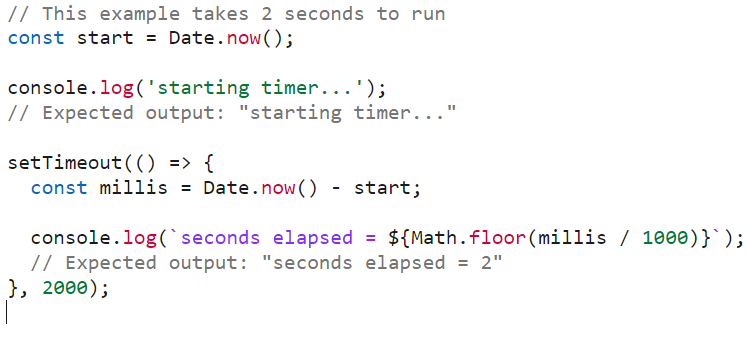 // This example takes 2 seconds to run
const start = Date.now();

console.log('starting timer...');
// Expected output: "starting timer..."

setTimeout(() => {
  const millis = Date.now() - start;

  console.log(`seconds elapsed = ${Math.floor(millis / 1000)}`);
  // Expected output: "seconds elapsed = 2"
}, 2000);